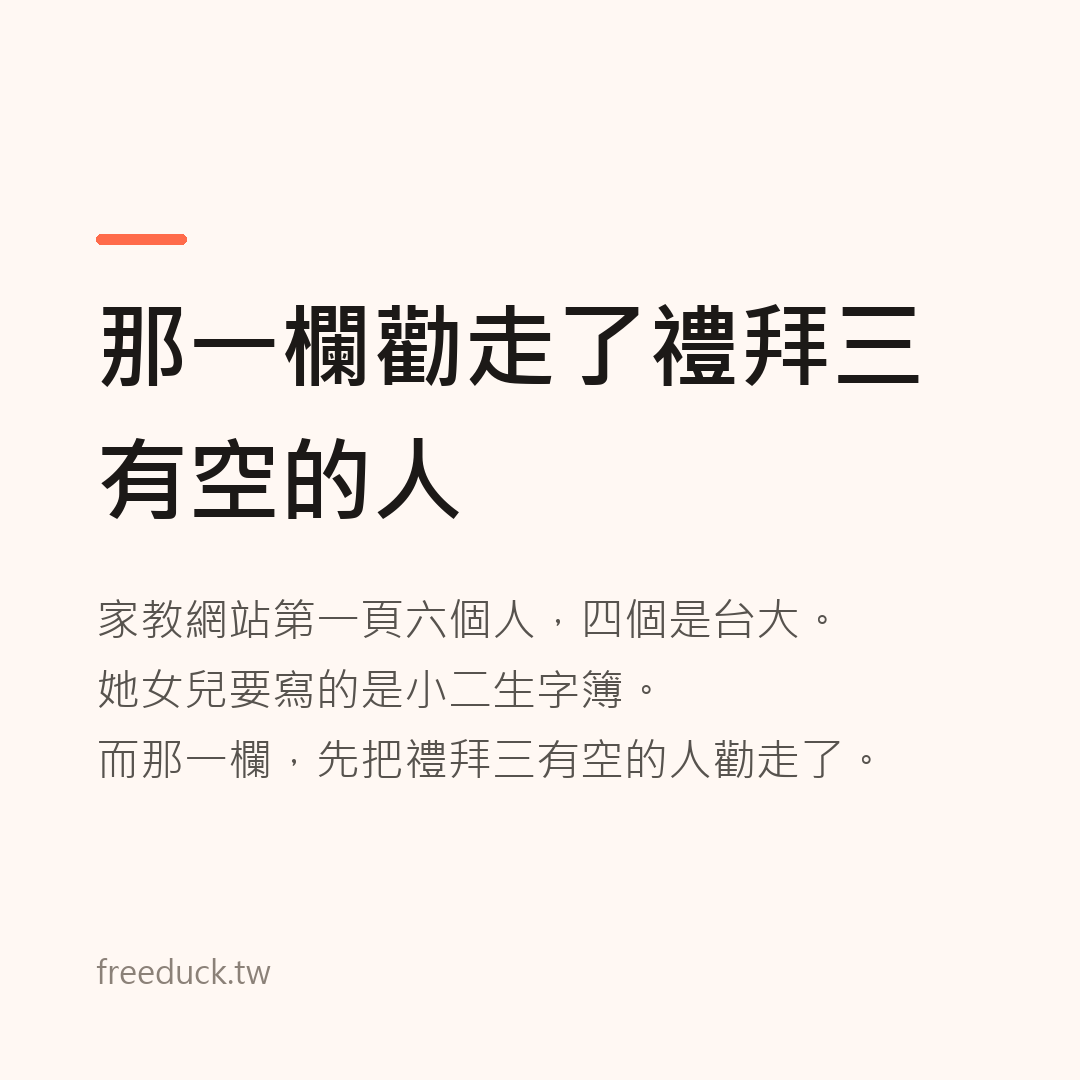 那一欄勸走了禮拜三
有空的人
家教網站第一頁六個人，四個是台大。
她女兒要寫的是小二生字簿。
而那一欄，先把禮拜三有空的人勸走了。
freeduck.tw